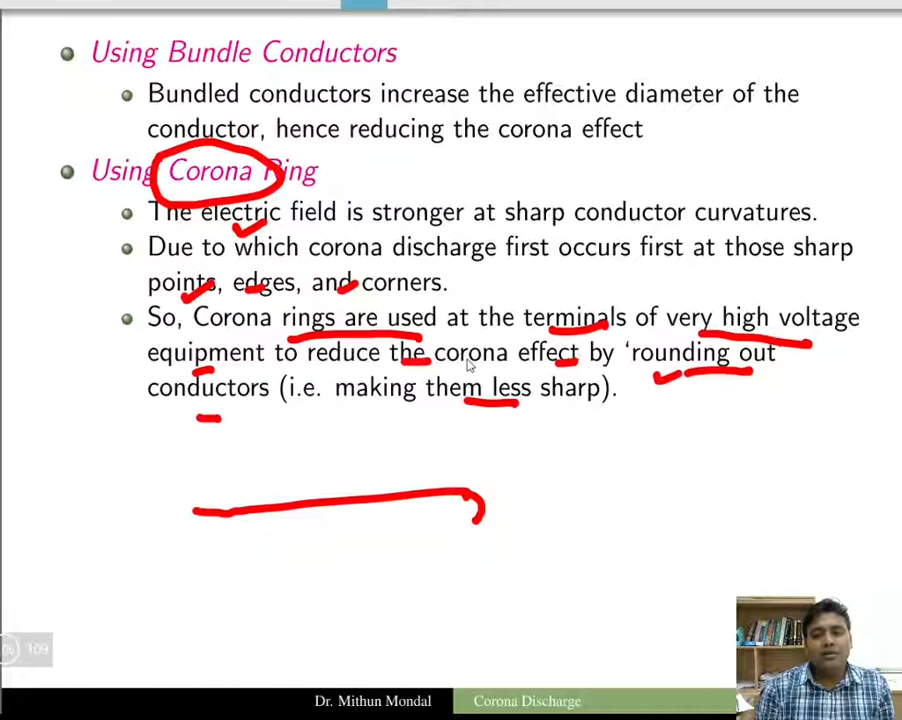 Using Bundle Conductors
Bundled conductors increase the effective diameter of the
conductor, hence reducing the corona effect
Using Corona Ring
The electric field is stronger at sharp conductor curvatures.
Due to which corona discharge first occurs first at those sharp
points, edges, and corners.
So, Corona rings are used at the terminals of very high voltage
equipment to reduce the corona effect by ‘rounding out
conductors (i.e. making them less sharp).
109
Dr. Mithun Mondal
Corona Discharge